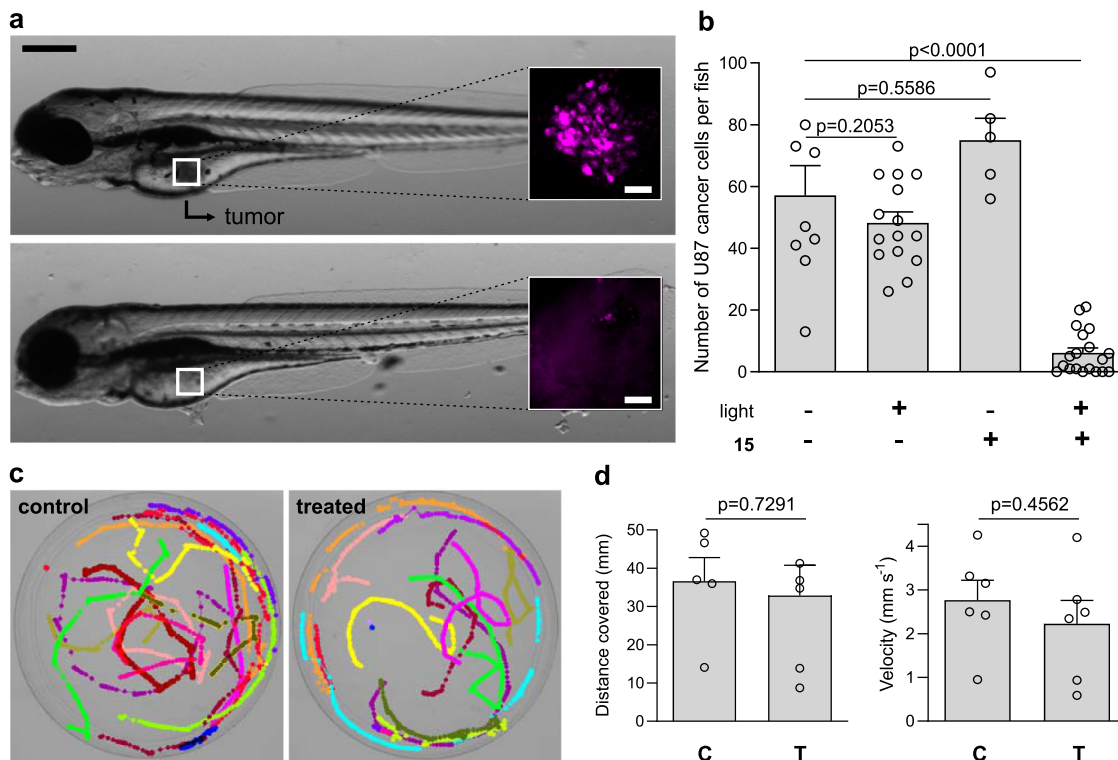 a
tumor
b
p<0.0001
p=0.5586
p=0.2053
Number of U87 cancer cells per fish
100
80
60
40
20
0
light - + - +
15 - - + +
c
control
treated
d
p=0.7291
Distance covered (mm)
50
40
30
20
10
0
C T
p=0.4562
Velocity (mm s⁻¹)
4
3
2
1
0
C T